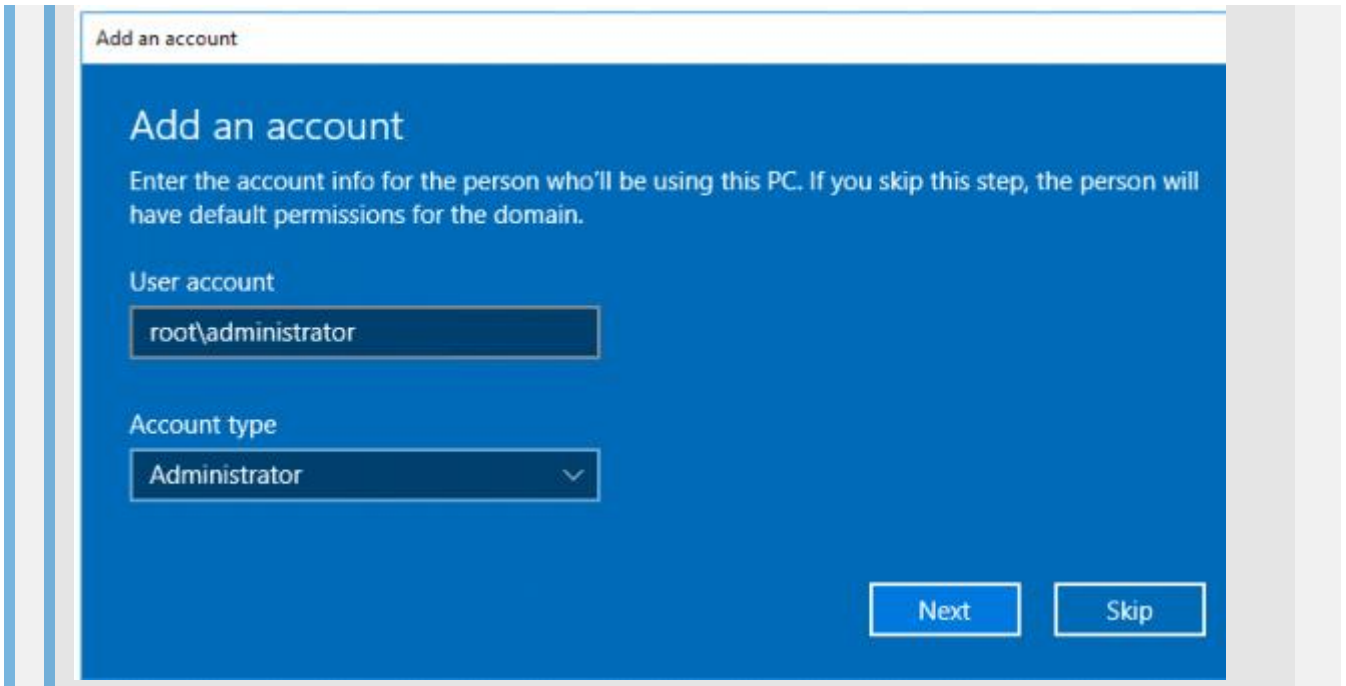 Add an account
Add an account
Enter the account info for the person who'll be using this PC. If you skip this step, the person will
have default permissions for the domain.
User account
root\administrator
Account type
Administrator
Next Skip